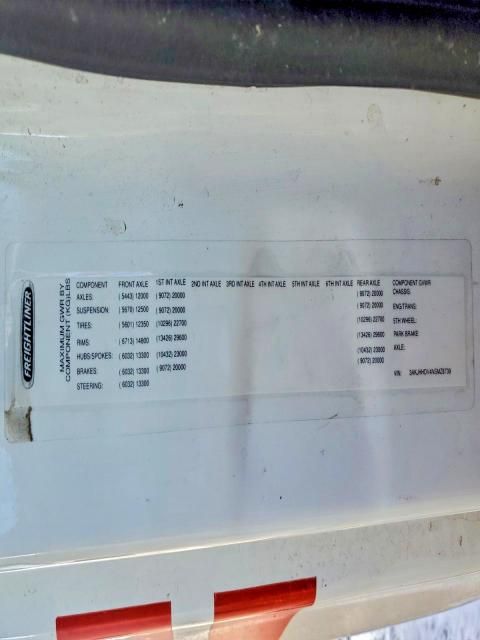 FREIGHTLINER
MAXIMUM GWR BY
COMPONENT(KG)LBS
COMPONENT FRONT AXLE 1ST INT AXLE 2ND INT AXLE 3RD INT AXLE 4TH INT AXLE 5TH INT AXLE 6TH INT AXLE REAR AXLE COMPONENT GVWR
AXLES: ( 5443) 12000 ( 9072) 20000 ( 9072) 20000 CHASSIS:
SUSPENSION: ( 5670) 12500 ( 9072) 20000 ( 9072) 20000 ENG/TRANS:
TIRES: ( 5601) 12350 (10296) 22700 (10296) 22700 5TH WHEEL:
RIMS: ( 6713) 14800 (13426) 29600 (13426) 29600 PARK BRAKE
HUBS/SPOKES: ( 6032) 13300 (10432) 23000 (10432) 23000 AXLE:
BRAKES: ( 6032) 13300 ( 9072) 20000 ( 9072) 20000
STEERING: ( 6032) 13300
VIN: